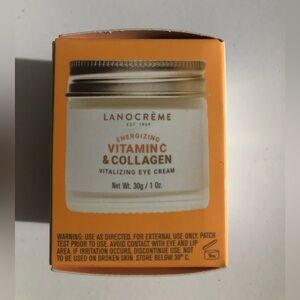 LANOCRÈME
EST 1964
ENERGIZING
VITAMIN C
& COLLAGEN
VITALIZING EYE CREAM
Net Wt. 30g / 1 Oz.
WARNING: USE AS DIRECTED. FOR EXTERNAL USE ONLY. PATCH
TEST PRIOR TO USE. AVOID CONTACT WITH EYE AND LIP
AREA. IF IRRITATION OCCURS, DISCONTINUE USE. NOT
TO BE USED ON BROKEN SKIN. STORE BELOW 30° C.